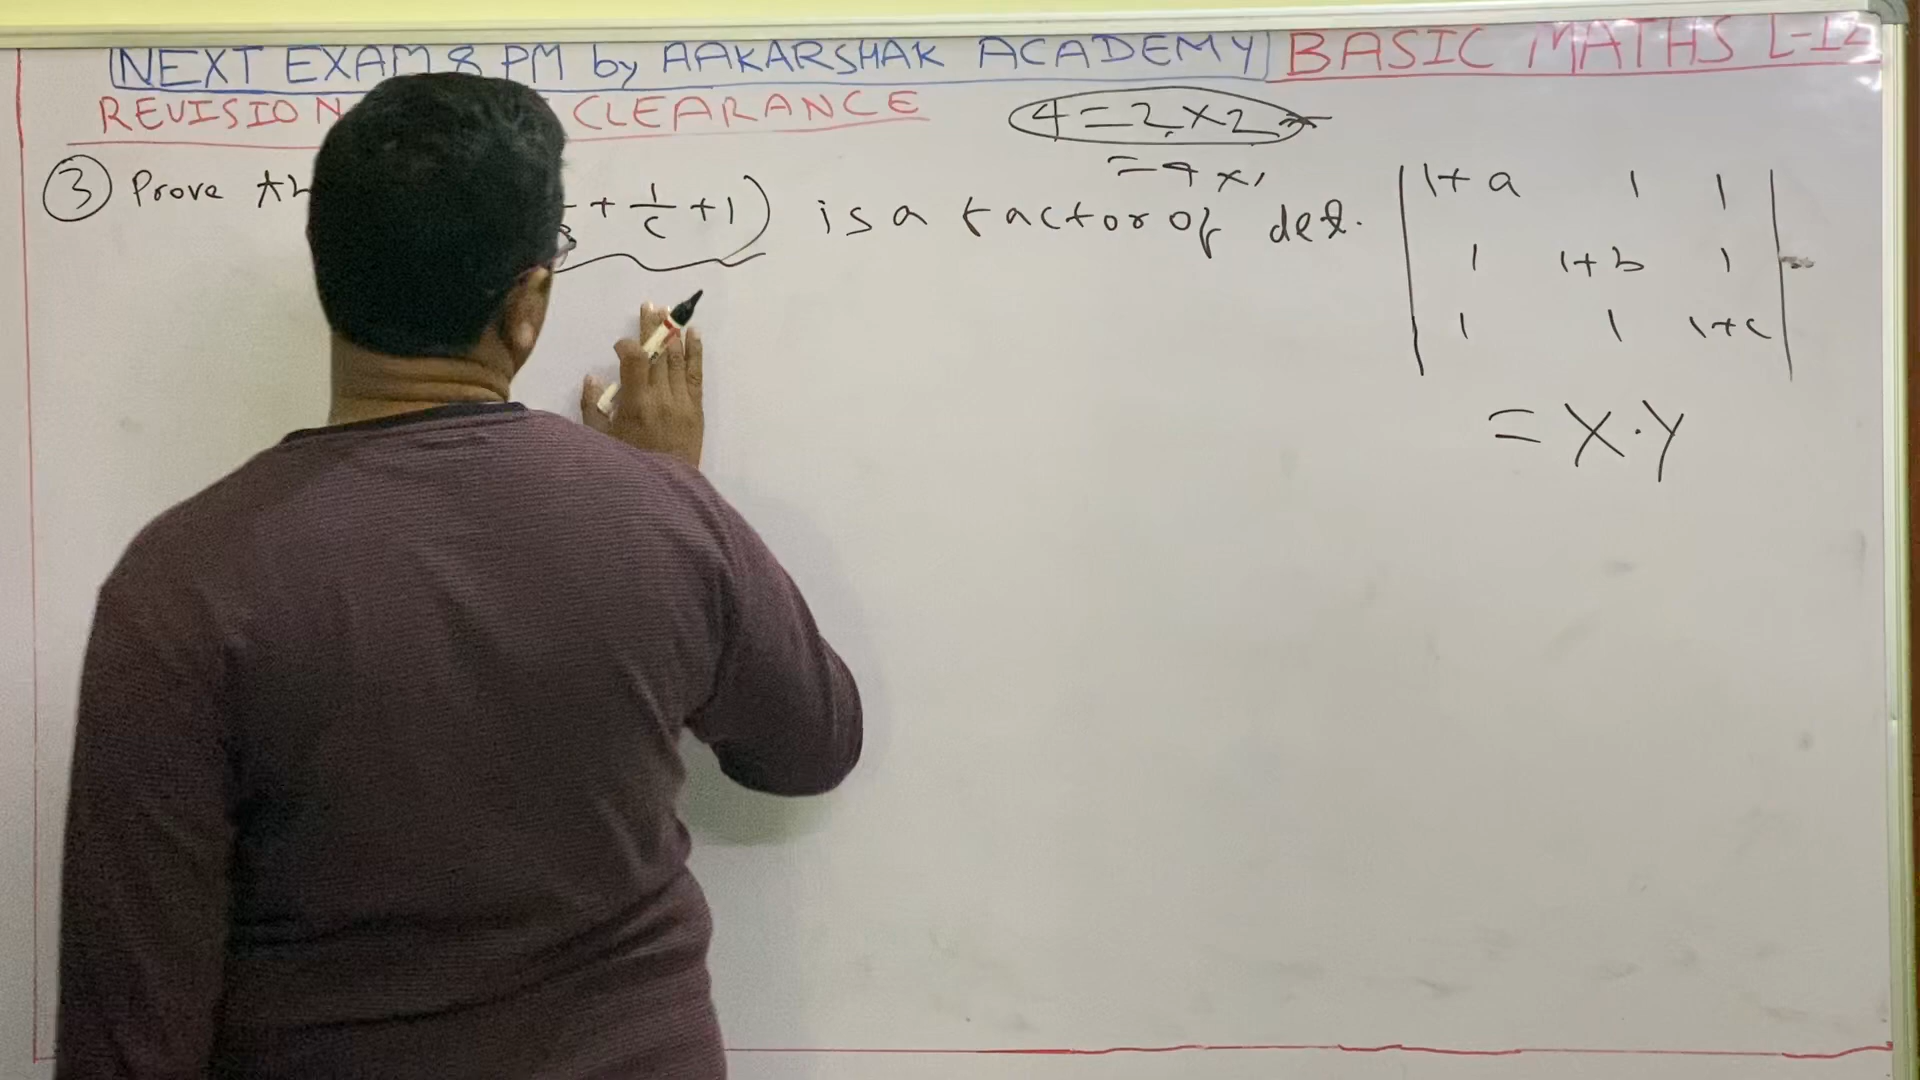 NEXT EXAM 8 PM by AAKARSHAK ACADEMY BASIC MATHS L-12
REVISION CLEARANCE
4 = 2 × 2
= 4 × 1
③ Prove + 1/c + 1) is a factor of det.
| 1+a 1 1 |
| 1 1+b 1 |
| 1 1 1+c |
= X·Y